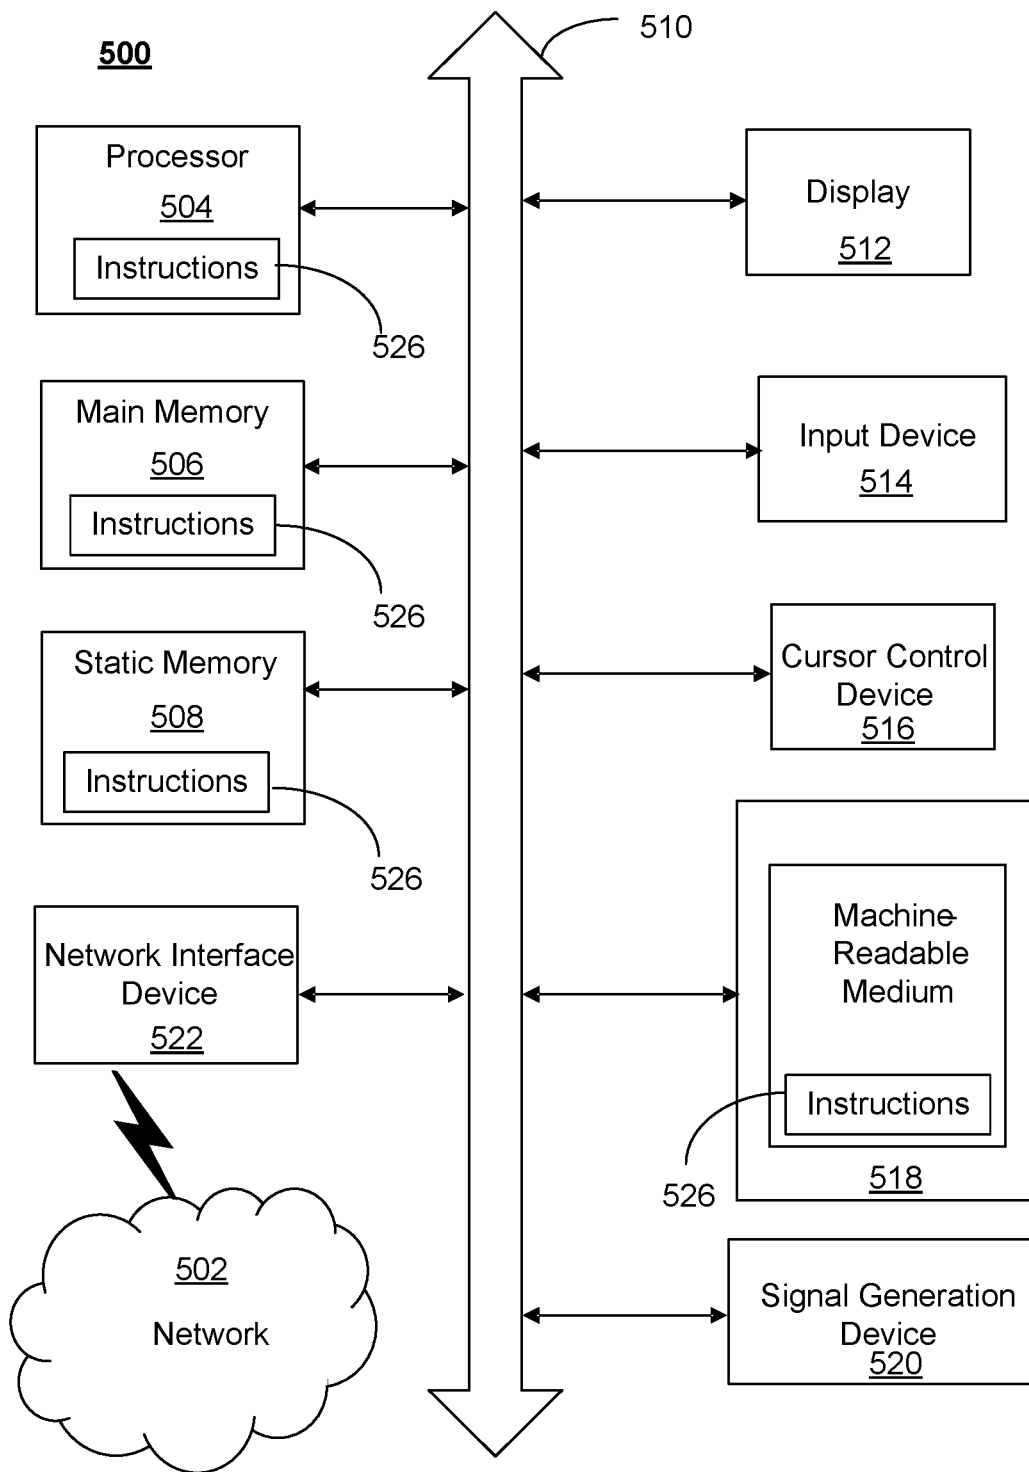 500
510
Processor
504
Instructions
526
Main Memory
506
Instructions
526
Static Memory
508
Instructions
526
Network Interface
Device
522
502
Network
Display
512
Input Device
514
Cursor Control
Device
516
Machine-
Readable
Medium
Instructions
526
518
Signal Generation
Device
520